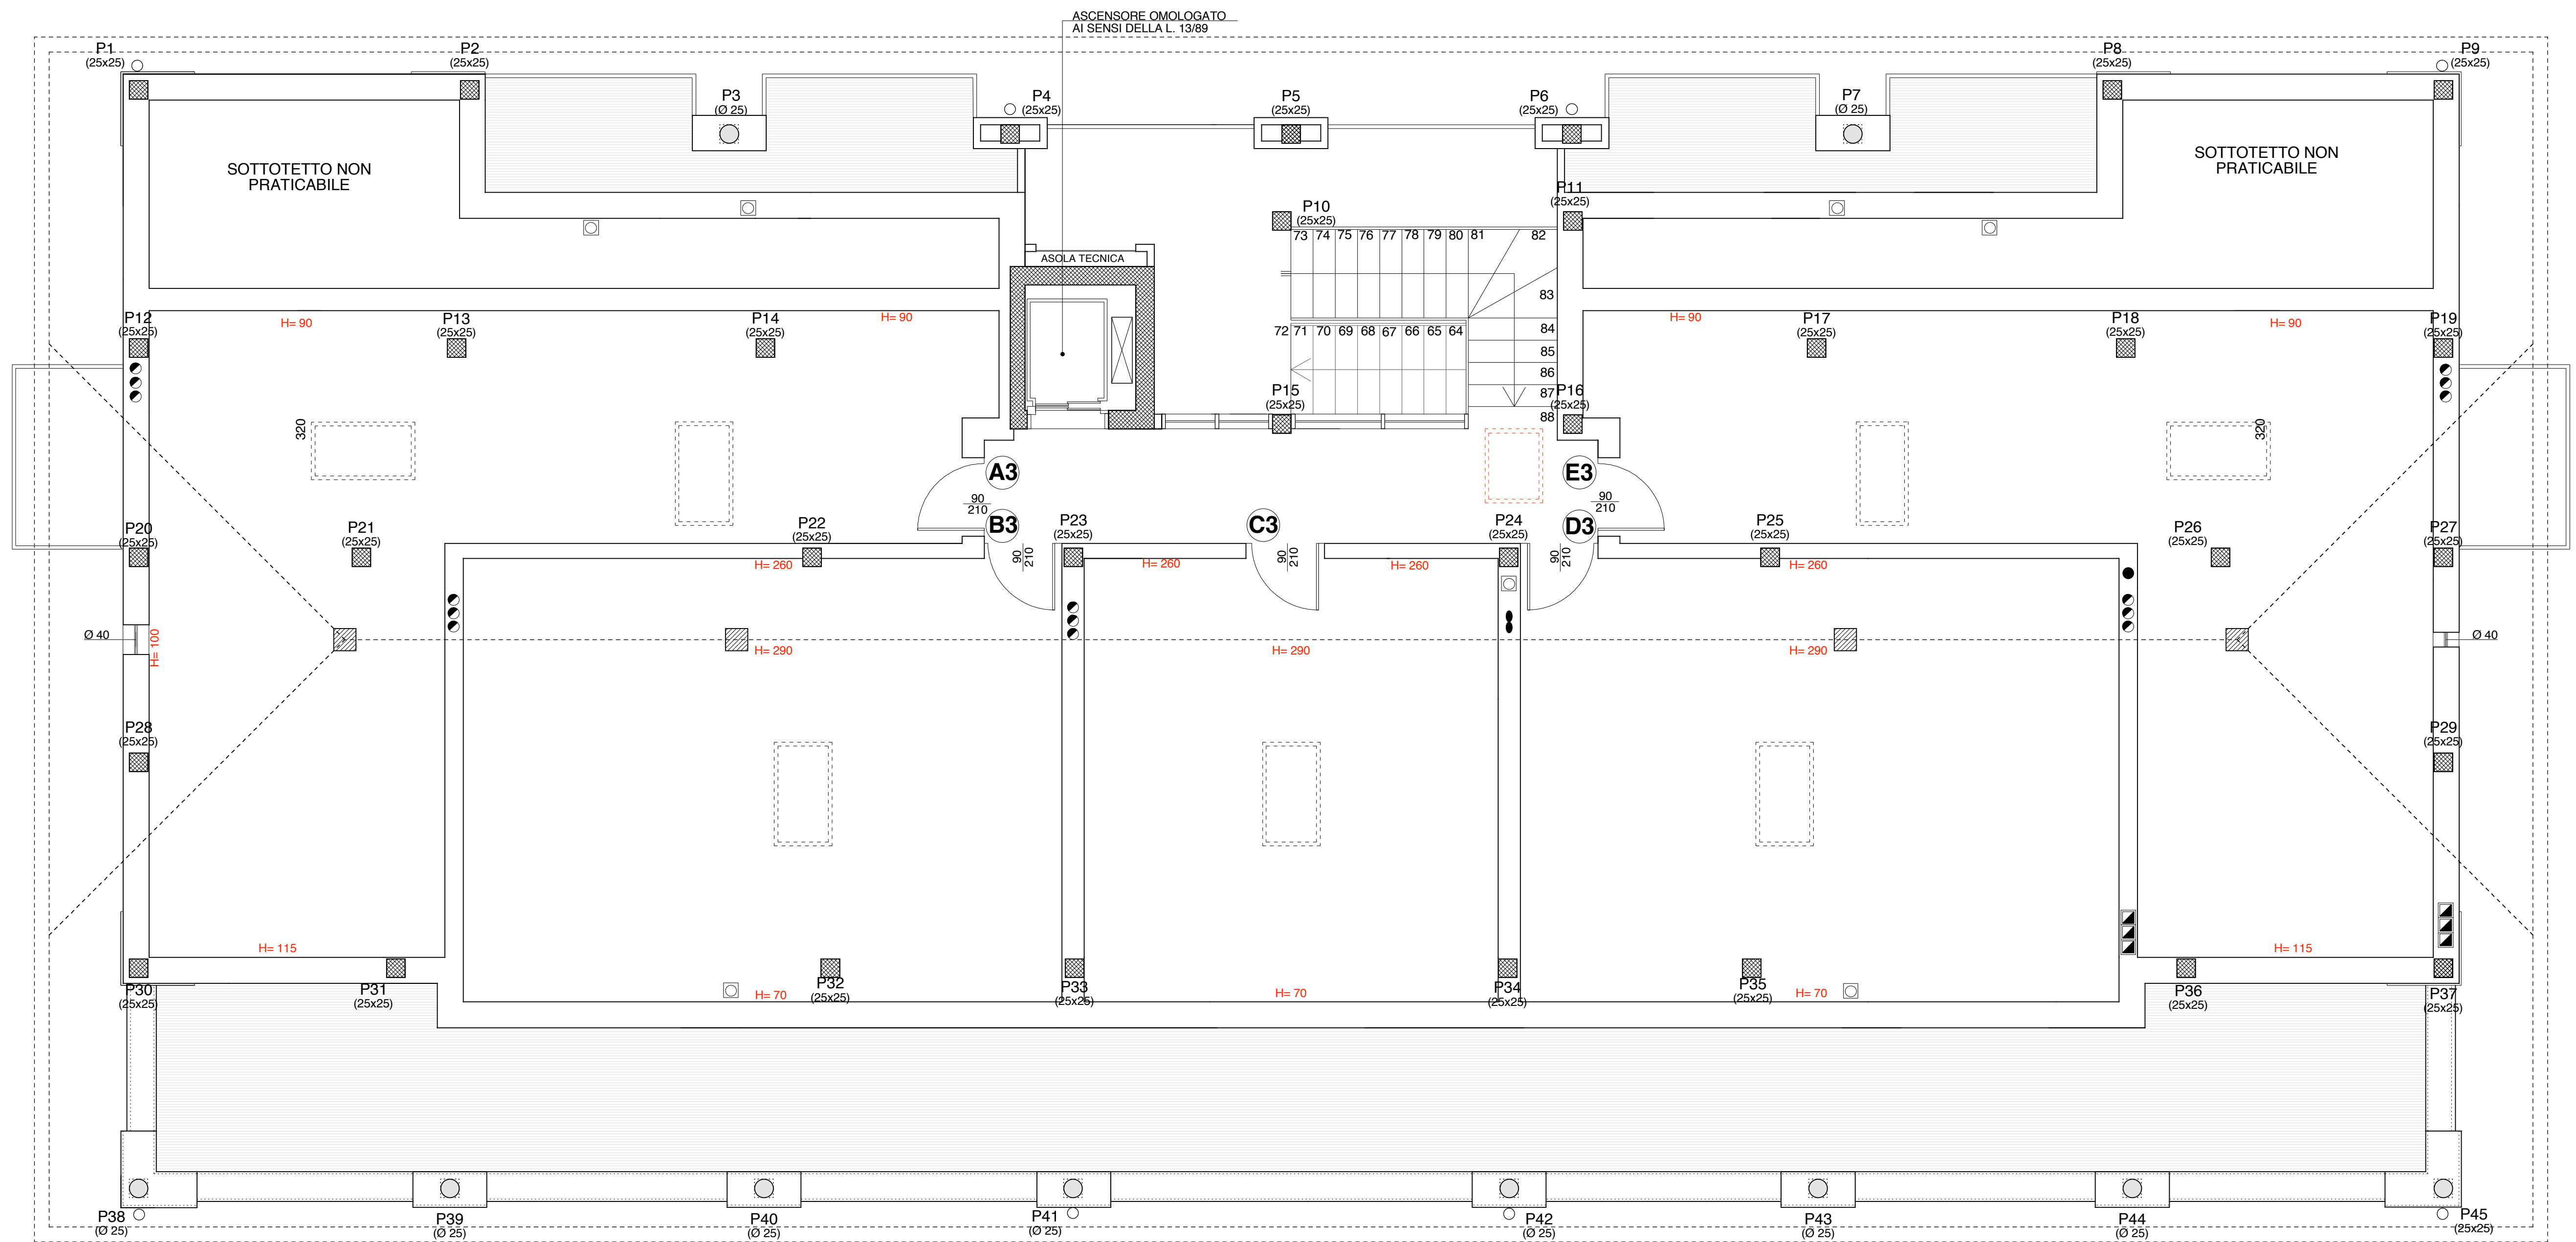 ASCENSORE OMOLOGATO
AI SENSI DELLA L. 13/89
P1
(25x25)
P2
(25x25)
P3
(Ø 25)
P4
(25x25)
P5
(25x25)
P6
(25x25)
P7
(Ø 25)
P8
(25x25)
P9
(25x25)
SOTTOTETTO NON
PRATICABILE
SOTTOTETTO NON
PRATICABILE
P10
(25x25)
P11
(25x25)
73 74 75 76 77 78 79 80 81 82
ASOLA TECNICA
83
72 71 70 69 68 67 66 65 64
84
85
86
87
88
P12
(25x25)
H= 90
P13
(25x25)
P14
(25x25)
H= 90
H= 90
P17
(25x25)
P18
(25x25)
H= 90
P19
(25x25)
P15
(25x25)
P16
(25x25)
320
320
A3
E3
90
210
90
210
B3
C3
D3
P20
(25x25)
P21
(25x25)
P22
(25x25)
P23
(25x25)
P24
(25x25)
P25
(25x25)
P26
(25x25)
P27
(25x25)
90
210
90
210
90
210
H= 260
H= 260
H= 260
H= 260
Ø 40
H= 100
H= 290
H= 290
H= 290
Ø 40
P28
(25x25)
P29
(25x25)
H= 115
H= 115
P30
(25x25)
P31
(25x25)
H= 70
P32
(25x25)
P33
(25x25)
H= 70
P34
(25x25)
P35
(25x25)
H= 70
P36
(25x25)
P37
(25x25)
P38
(Ø 25)
P39
(Ø 25)
P40
(Ø 25)
P41
(Ø 25)
P42
(Ø 25)
P43
(Ø 25)
P44
(Ø 25)
P45
(25x25)